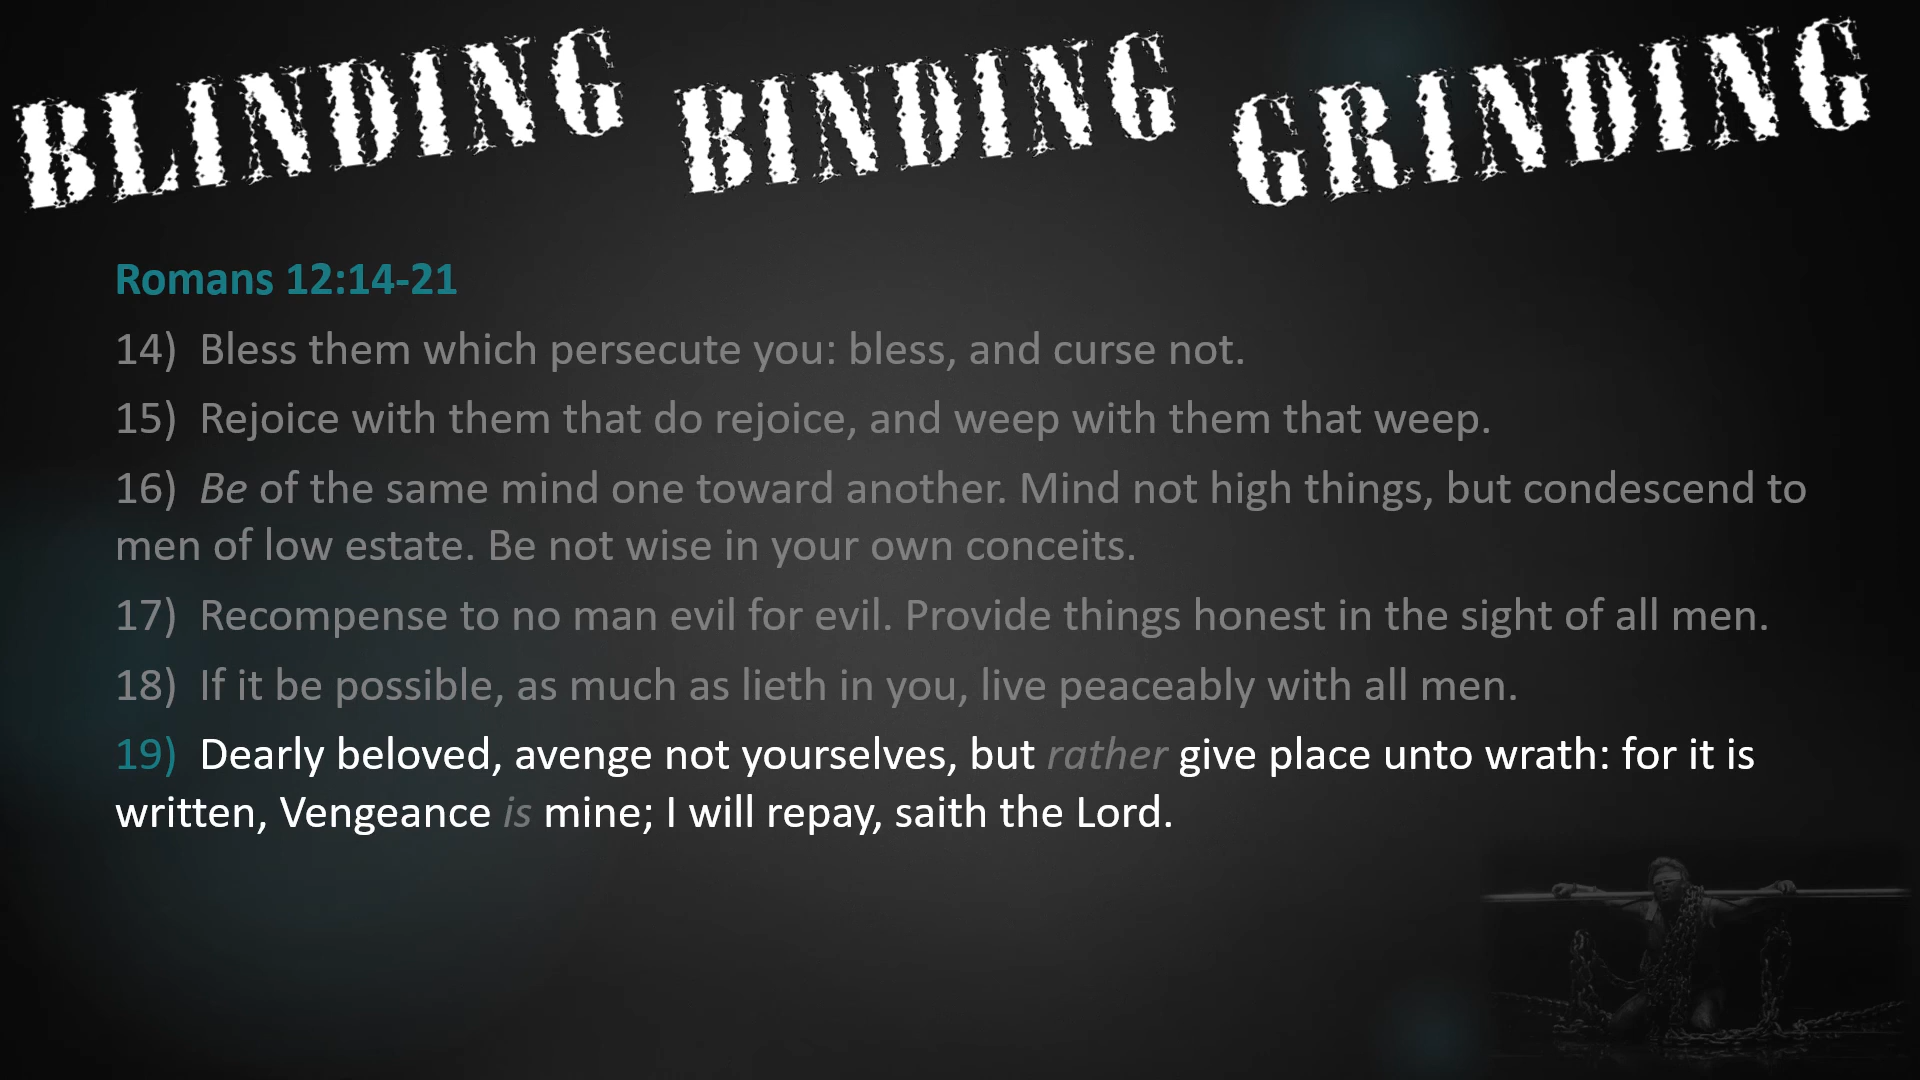 BLINDING BINDING GRINDING
Romans 12:14-21
14) Bless them which persecute you: bless, and curse not.
15) Rejoice with them that do rejoice, and weep with them that weep.
16) Be of the same mind one toward another. Mind not high things, but condescend to
men of low estate. Be not wise in your own conceits.
17) Recompense to no man evil for evil. Provide things honest in the sight of all men.
18) If it be possible, as much as lieth in you, live peaceably with all men.
19) Dearly beloved, avenge not yourselves, but rather give place unto wrath: for it is
written, Vengeance is mine; I will repay, saith the Lord.